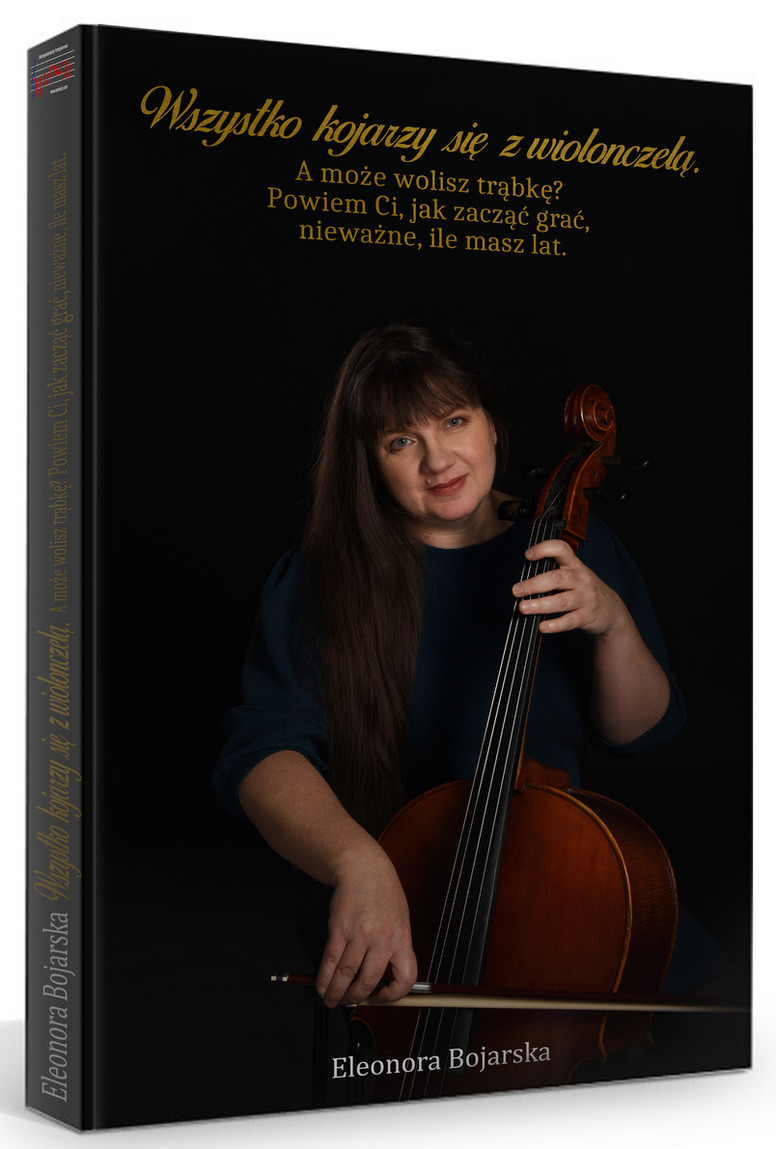 Wszystko kojarzy się z wiolonczelą.
A może wolisz trąbkę?
Powiem Ci, jak zacząć grać,
nieważne, ile masz lat.
Eleonora Bojarska
Eleonora Bojarska Wszystko kojarzy się z wiolonczelą. A może wolisz trąbkę? Powiem Ci, jak zacząć grać, nieważne, ile masz lat.